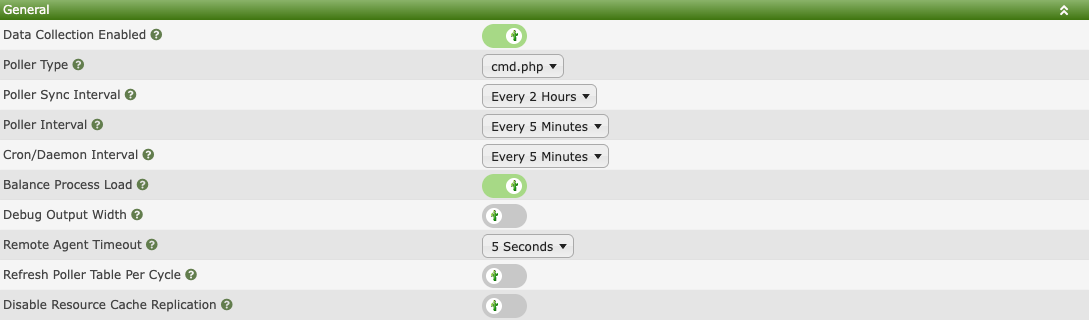 General
Data Collection Enabled
Poller Type cmd.php
Poller Sync Interval Every 2 Hours
Poller Interval Every 5 Minutes
Cron/Daemon Interval Every 5 Minutes
Balance Process Load
Debug Output Width
Remote Agent Timeout 5 Seconds
Refresh Poller Table Per Cycle
Disable Resource Cache Replication